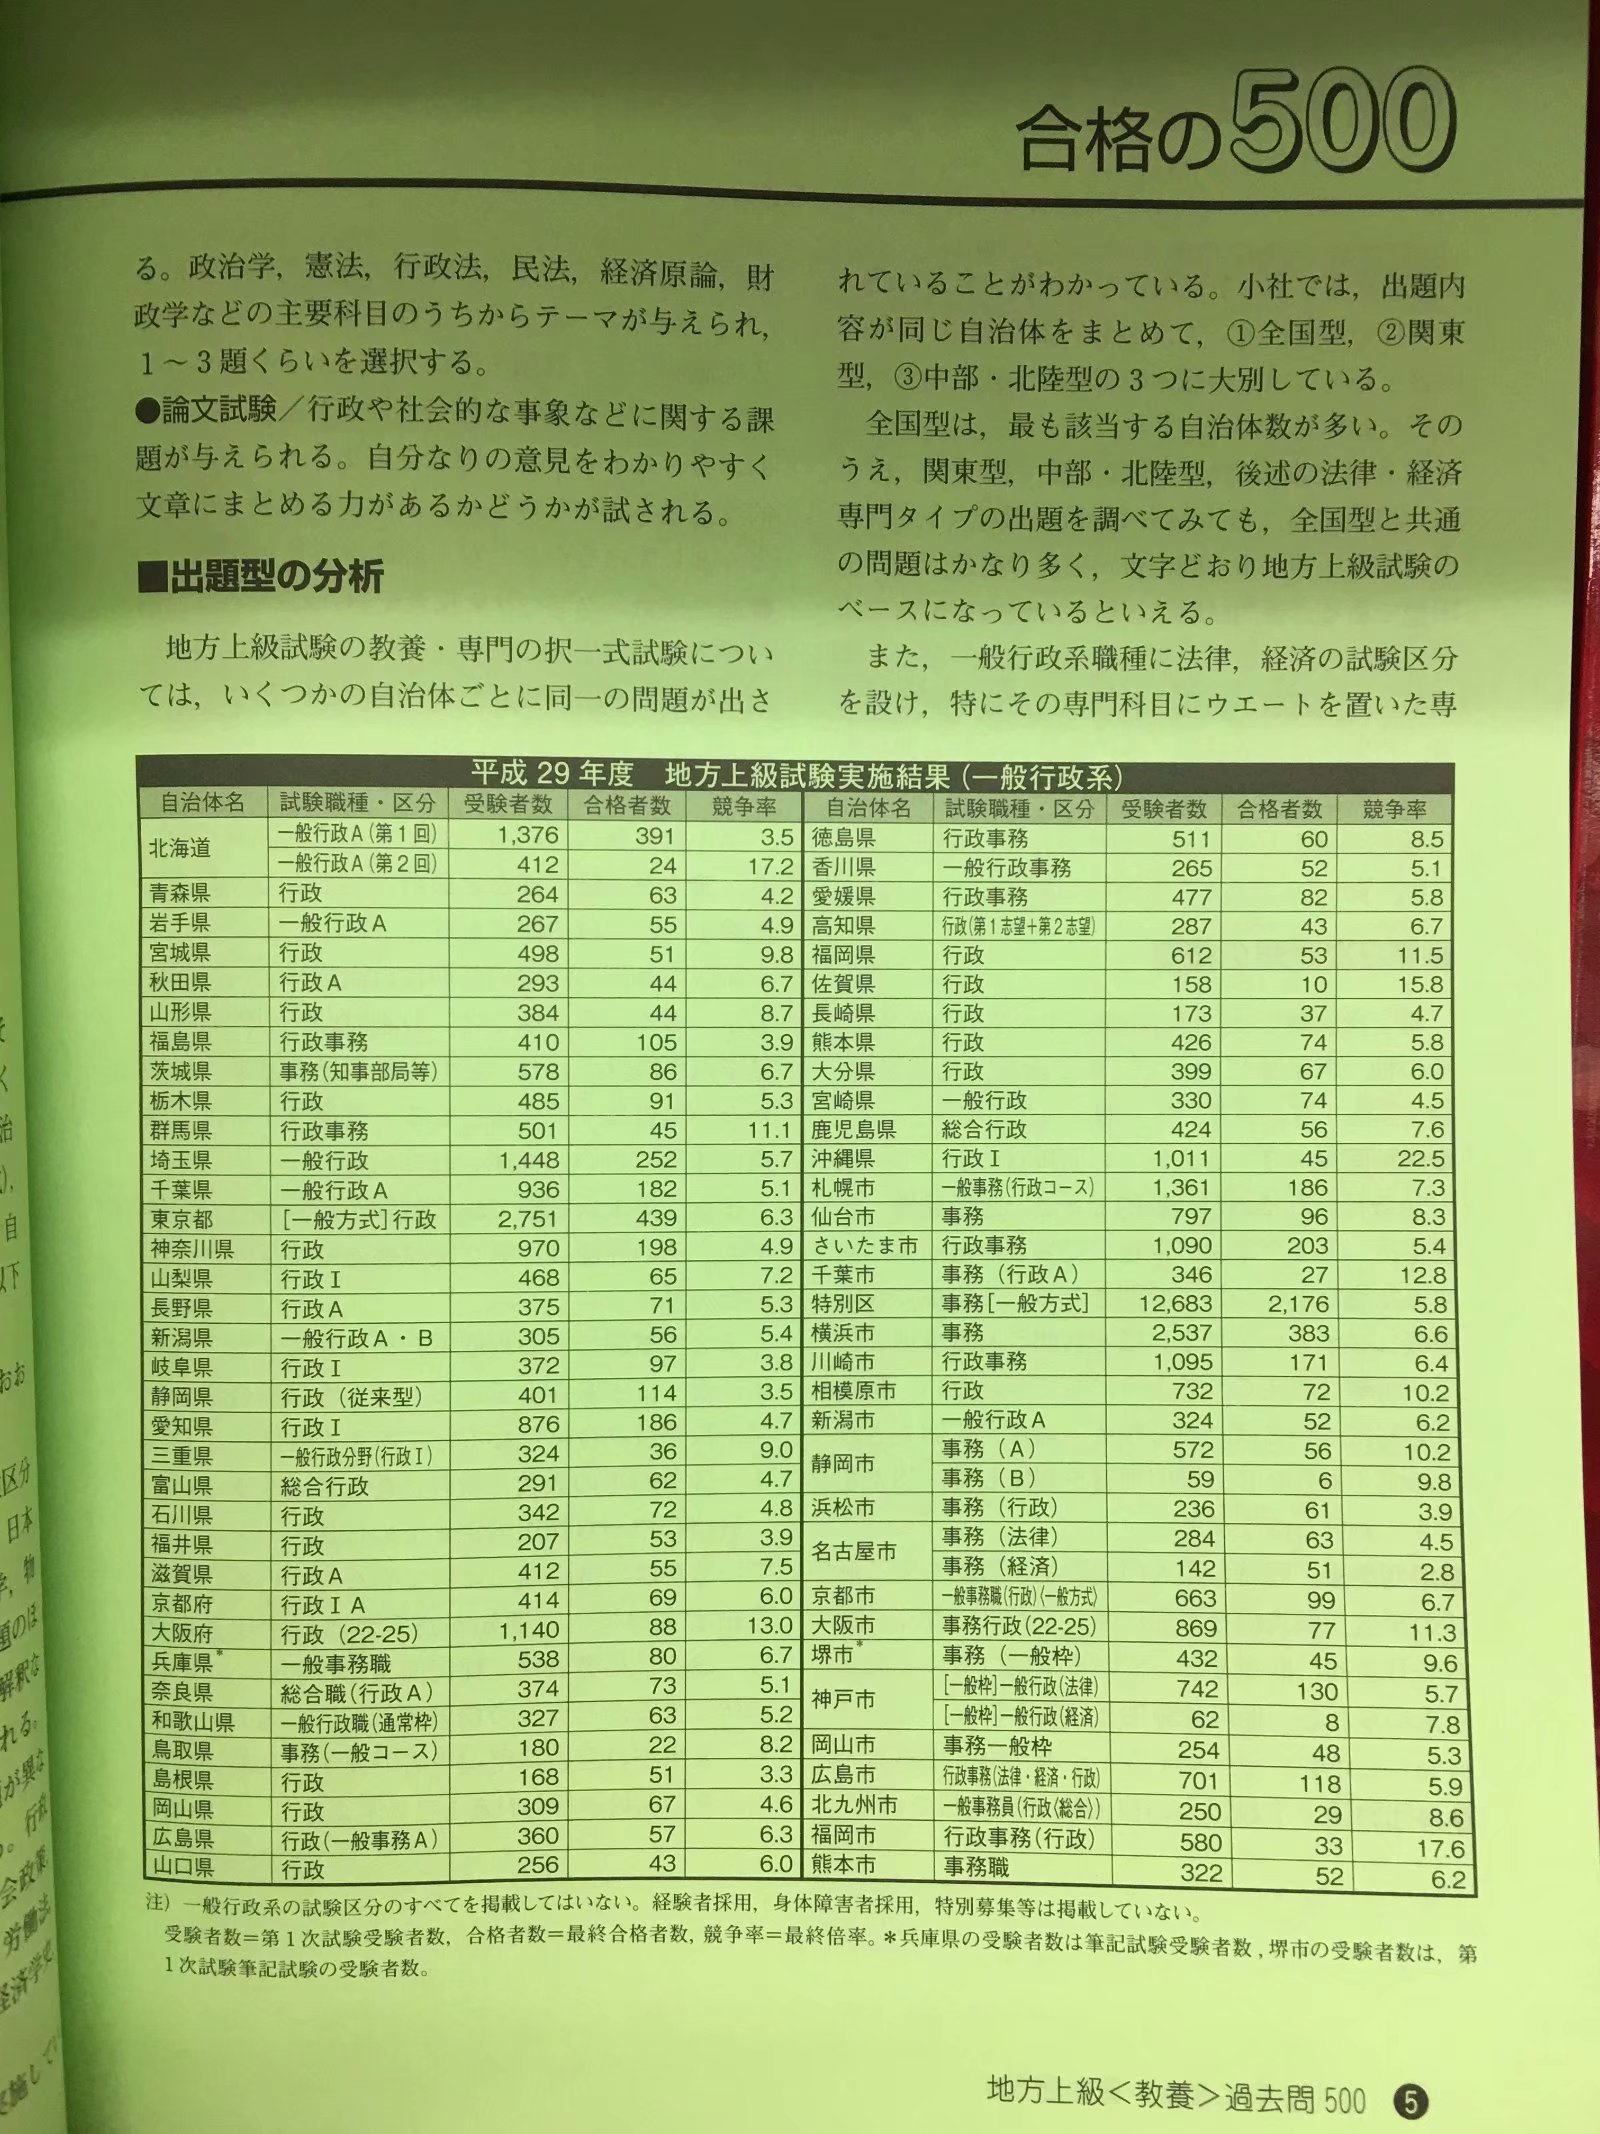 合格の500
る。政治学，憲法，行政法，民法，経済原論，財
政学などの主要科目のうちからテーマが与えられ，
1～3題くらいを選択する。
●論文試験／行政や社会的な事象などに関する課
題が与えられる。自分なりの意見をわかりやすく
文章にまとめる力があるかどうかが試される。
■出題型の分析
地方上級試験の教養・専門の択一式試験につい
ては，いくつかの自治体ごとに同一の問題が出さ
れていることがわかっている。小社では，出題内
容が同じ自治体をまとめて，①全国型，②関東
型，③中部・北陸型の3つに大別している。
全国型は，最も該当する自治体数が多い。その
うえ，関東型，中部・北陸型，後述の法律・経済
専門タイプの出題を調べてみても，全国型と共通
の問題はかなり多く，文字どおり地方上級試験の
ベースになっているといえる。
また，一般行政系職種に法律，経済の試験区分
を設け，特にその専門科目にウエートを置いた専
平成29年度 地方上級試験実施結果（一般行政系）
自治体名 試験職種・区分 受験者数 合格者数 競争率
北海道 一般行政A（第1回） 1,376 391 3.5
一般行政A（第2回） 412 24 17.2
青森県 行政 264 63 4.2
岩手県 一般行政A 267 55 4.9
宮城県 行政 498 51 9.8
秋田県 行政A 293 44 6.7
山形県 行政 384 44 8.7
福島県 行政事務 410 105 3.9
茨城県 事務（知事部局等） 578 86 6.7
栃木県 行政 485 91 5.3
群馬県 行政事務 501 45 11.1
埼玉県 一般行政 1,448 252 5.7
千葉県 一般行政A 936 182 5.1
東京都 [一般方式]行政 2,751 439 6.3
神奈川県 行政 970 198 4.9
山梨県 行政Ⅰ 468 65 7.2
長野県 行政A 375 71 5.3
新潟県 一般行政A・B 305 56 5.4
岐阜県 行政Ⅰ 372 97 3.8
静岡県 行政（従来型） 401 114 3.5
愛知県 行政Ⅰ 876 186 4.7
三重県 一般行政分野（行政Ⅰ） 324 36 9.0
富山県 総合行政 291 62 4.7
石川県 行政 342 72 4.8
福井県 行政 207 53 3.9
滋賀県 行政A 412 55 7.5
京都府 行政ⅠA 414 69 6.0
大阪府 行政（22-25） 1,140 88 13.0
兵庫県* 一般事務職 538 80 6.7
奈良県 総合職（行政A） 374 73 5.1
和歌山県 一般行政職（通常枠） 327 63 5.2
鳥取県 事務（一般コース） 180 22 8.2
島根県 行政 168 51 3.3
岡山県 行政 309 67 4.6
広島県 行政（一般事務A） 360 57 6.3
山口県 行政 256 43 6.0
自治体名 試験職種・区分 受験者数 合格者数 競争率
徳島県 行政事務 511 60 8.5
香川県 一般行政事務 265 52 5.1
愛媛県 行政事務 477 82 5.8
高知県 行政（第1志望＋第2志望） 287 43 6.7
福岡県 行政 612 53 11.5
佐賀県 行政 158 10 15.8
長崎県 行政 173 37 4.7
熊本県 行政 426 74 5.8
大分県 行政 399 67 6.0
宮崎県 一般行政 330 74 4.5
鹿児島県 総合行政 424 56 7.6
沖縄県 行政Ⅰ 1,011 45 22.5
札幌市 一般事務（行政コース） 1,361 186 7.3
仙台市 事務 797 96 8.3
さいたま市 行政事務 1,090 203 5.4
千葉市 事務（行政A） 346 27 12.8
特別区 事務[一般方式] 12,683 2,176 5.8
横浜市 事務 2,537 383 6.6
川崎市 行政事務 1,095 171 6.4
相模原市 行政 732 72 10.2
新潟市 一般行政A 324 52 6.2
静岡市 事務（A） 572 56 10.2
事務（B） 59 6 9.8
浜松市 事務（行政） 236 61 3.9
名古屋市 事務（法律） 284 63 4.5
事務（経済） 142 51 2.8
京都市 一般事務職（行政）（一般方式） 663 99 6.7
大阪市 事務行政（22-25） 869 77 11.3
堺市* 事務（一般枠） 432 45 9.6
神戸市 [一般枠]一般行政（法律） 742 130 5.7
[一般枠]一般行政（経済） 62 8 7.8
岡山市 事務一般枠 254 48 5.3
広島市 行政事務（法律・経済・行政） 701 118 5.9
北九州市 一般事務員（行政〈総合〉） 250 29 8.6
福岡市 行政事務（行政） 580 33 17.6
熊本市 事務職 322 52 6.2
注）一般行政系の試験区分のすべてを掲載してはいない。経験者採用，身体障害者採用，特別募集等は掲載していない。
受験者数＝第1次試験受験者数，合格者数＝最終合格者数，競争率＝最終倍率。＊兵庫県の受験者数は筆記試験受験者数，堺市の受験者数は，第
1次試験筆記試験の受験者数。
地方上級＜教養＞過去問500 5